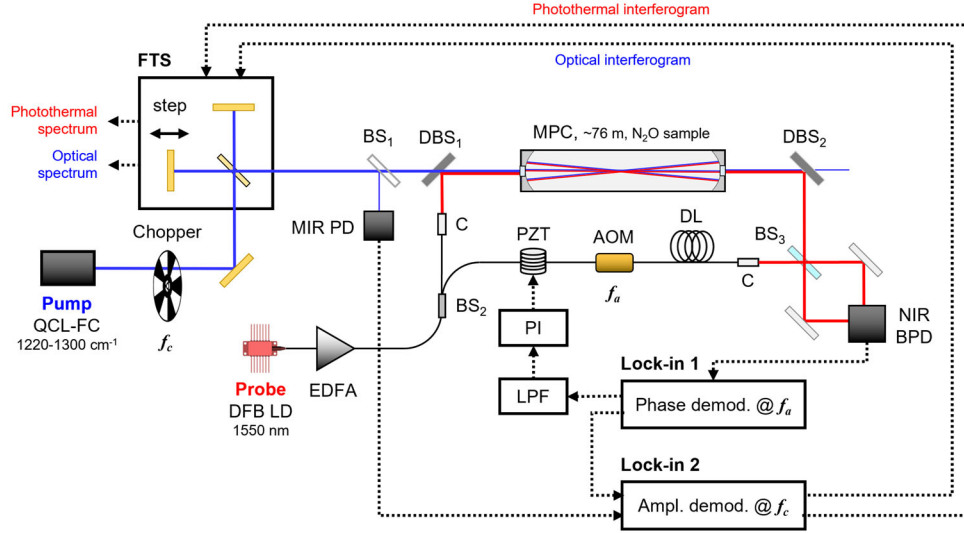 Photothermal interferogram
Optical interferogram
FTS
step
Photothermal
spectrum
Optical
spectrum
BS₁
DBS₁
MPC, ~76 m, N₂O sample
DBS₂
MIR PD
C
PZT
AOM
DL
BS₃
Chopper
fₐ
C
BS₂
Pump
QCL-FC
1220-1300 cm⁻¹
f꜀
PI
NIR
BPD
Probe
DFB LD
1550 nm
EDFA
LPF
Lock-in 1
Phase demod. @ fₐ
Lock-in 2
Ampl. demod. @ f꜀